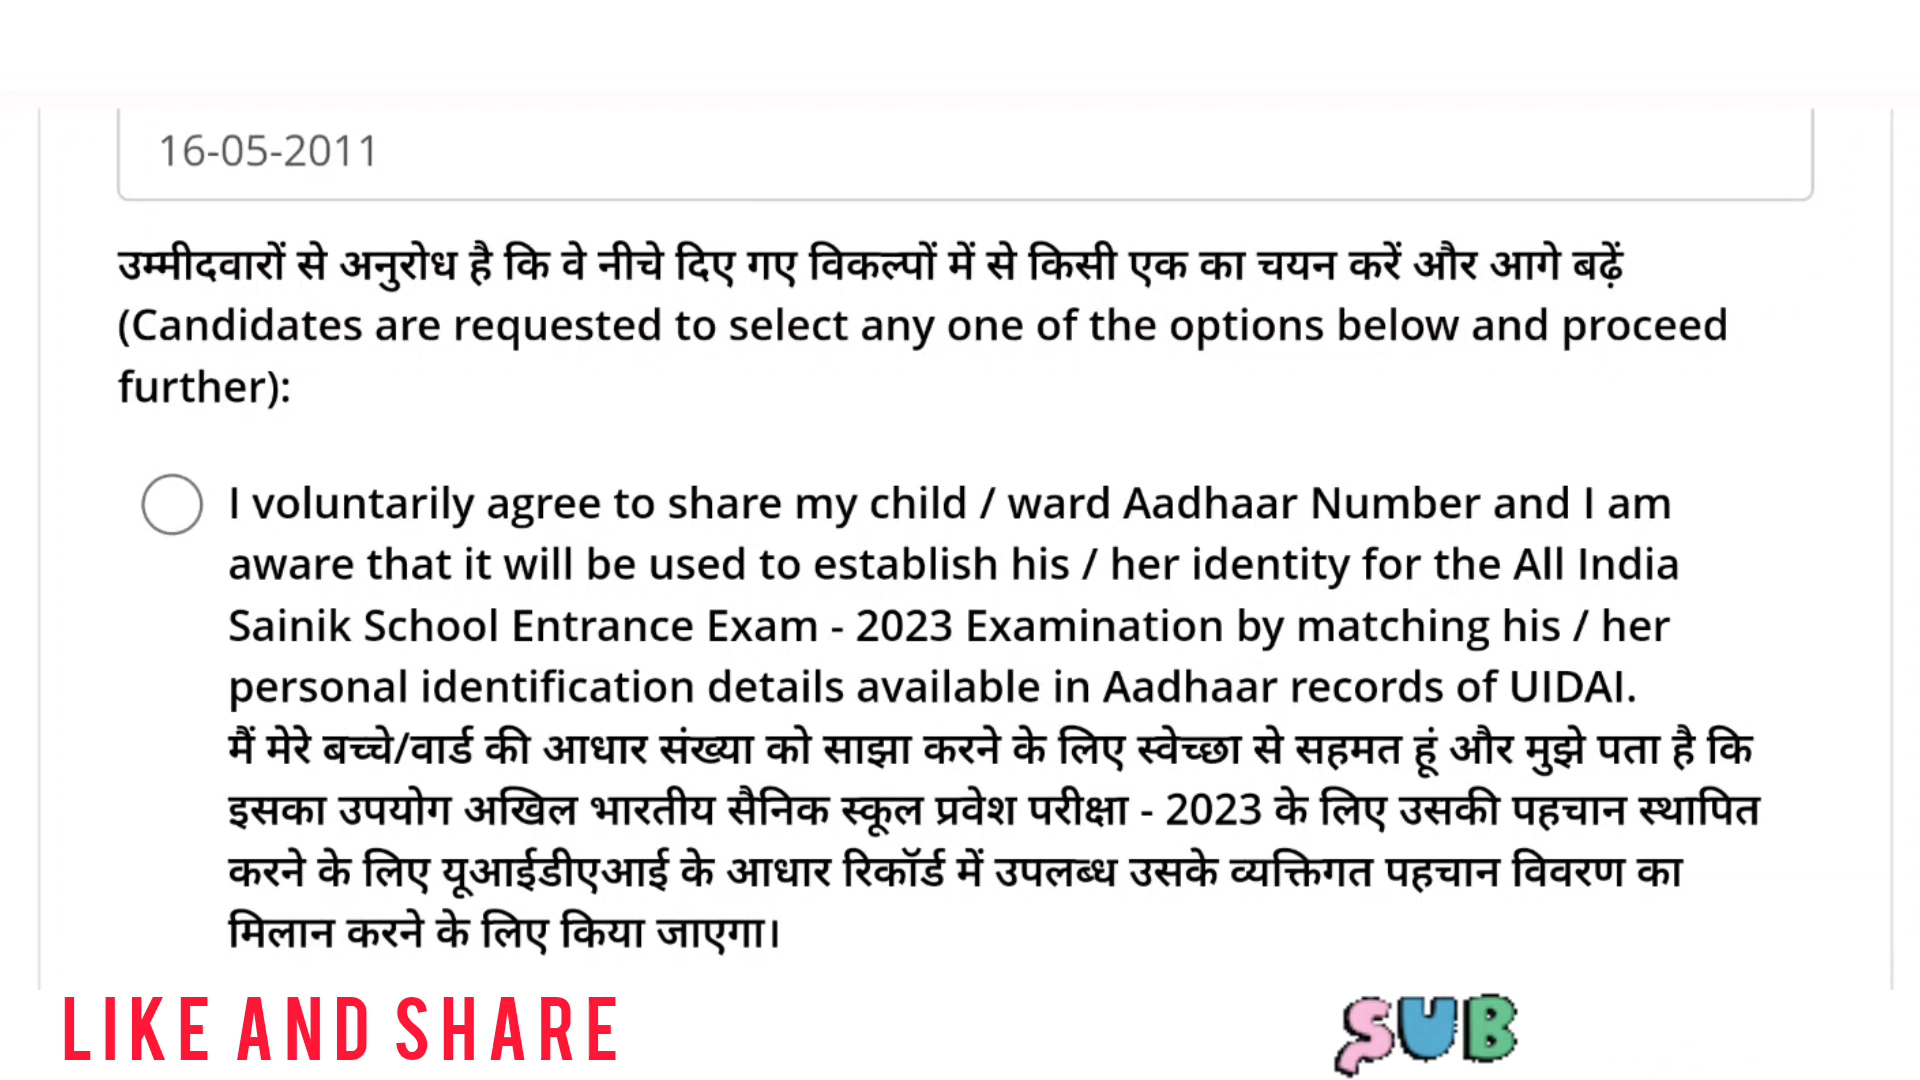 16-05-2011
उम्मीदवारों से अनुरोध है कि वे नीचे दिए गए विकल्पों में से किसी एक का चयन करें और आगे बढ़ें
(Candidates are requested to select any one of the options below and proceed
further):
I voluntarily agree to share my child / ward Aadhaar Number and I am
aware that it will be used to establish his / her identity for the All India
Sainik School Entrance Exam - 2023 Examination by matching his / her
personal identification details available in Aadhaar records of UIDAI.
मैं मेरे बच्चे/वार्ड की आधार संख्या को साझा करने के लिए स्वेच्छा से सहमत हूं और मुझे पता है कि
इसका उपयोग अखिल भारतीय सैनिक स्कूल प्रवेश परीक्षा - 2023 के लिए उसकी पहचान स्थापित
करने के लिए यूआईडीएआई के आधार रिकॉर्ड में उपलब्ध उसके व्यक्तिगत पहचान विवरण का
मिलान करने के लिए किया जाएगा।
LIKE AND SHARE
SUB